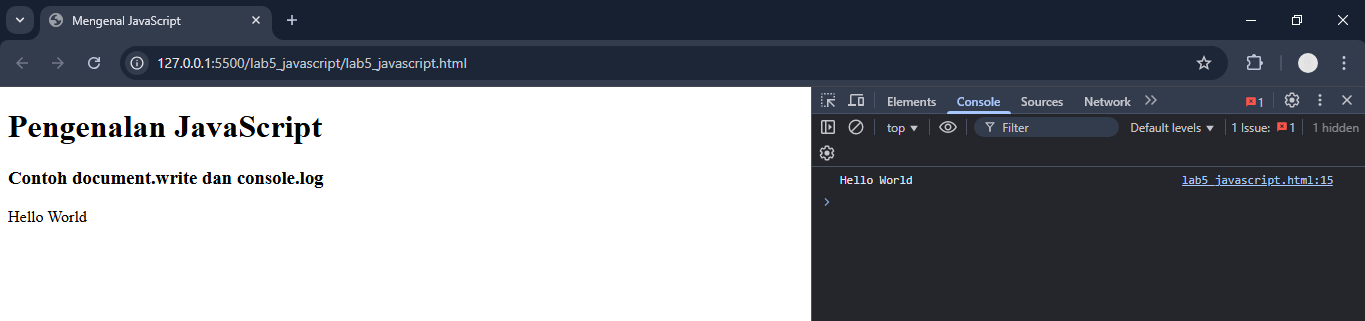 Mengenal JavaScript
127.0.0.1:5500/lab5_javascript/lab5_javascript.html
Pengenalan JavaScript
Contoh document.write dan console.log
Hello World
Elements Console Sources Network 1
top Filter Default levels 1 Issue: 1 1 hidden
Hello World lab5_javascript.html:15